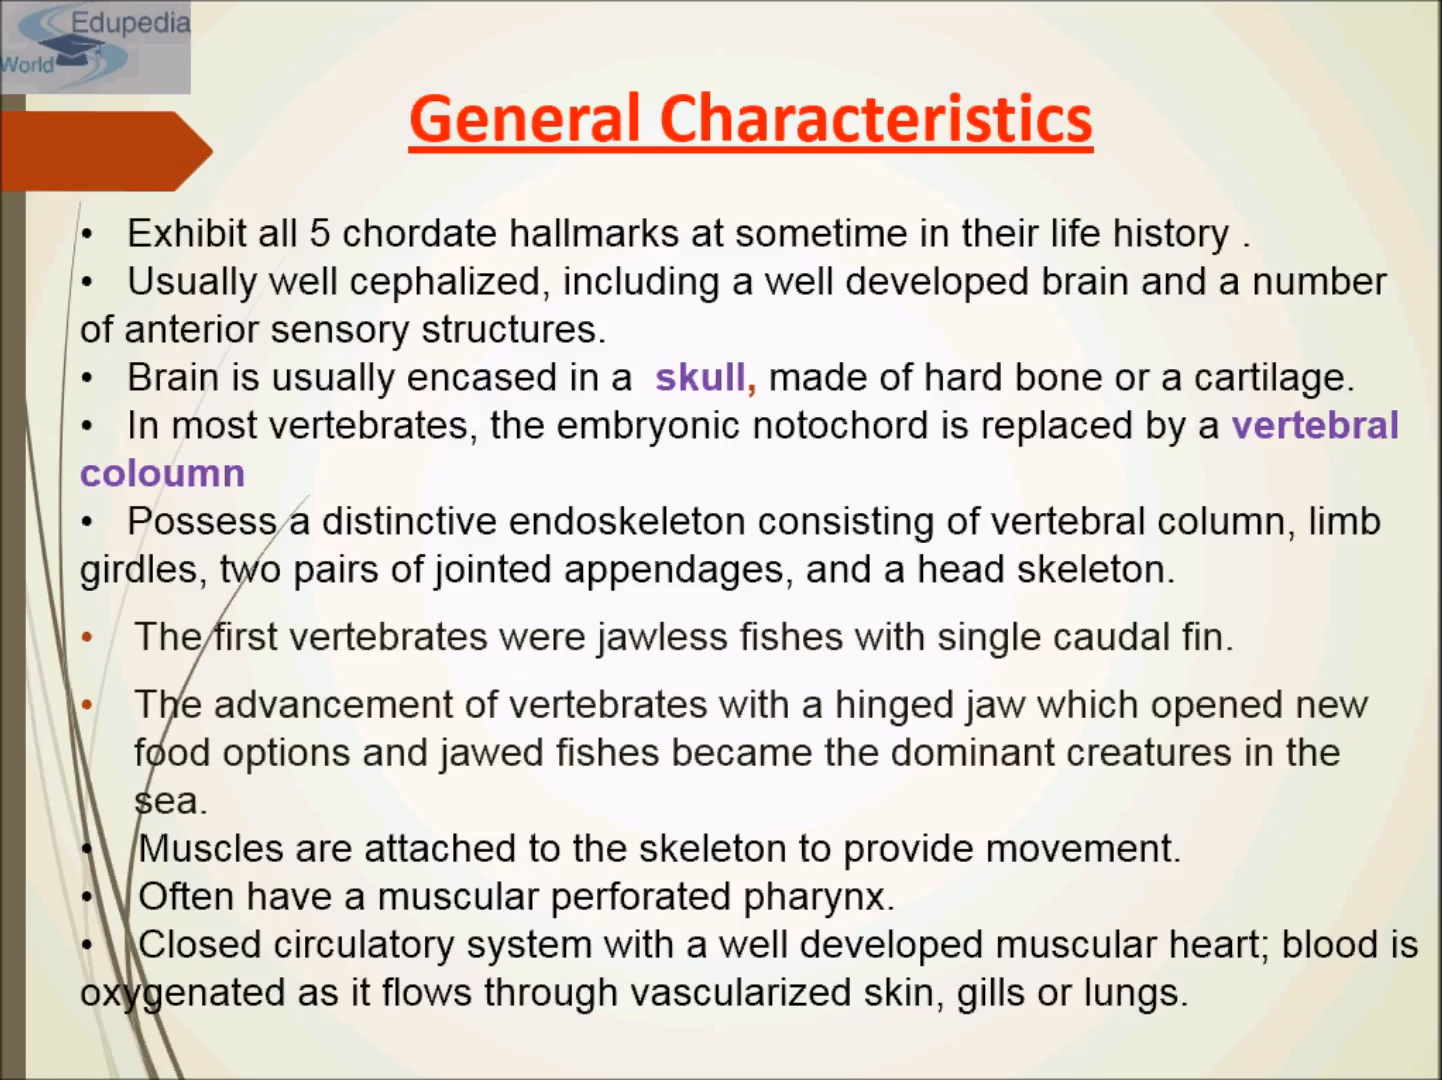 Edupedia
World
General Characteristics
• Exhibit all 5 chordate hallmarks at sometime in their life history .
• Usually well cephalized, including a well developed brain and a number
of anterior sensory structures.
• Brain is usually encased in a skull, made of hard bone or a cartilage.
• In most vertebrates, the embryonic notochord is replaced by a vertebral
coloumn
• Possess a distinctive endoskeleton consisting of vertebral column, limb
girdles, two pairs of jointed appendages, and a head skeleton.
• The first vertebrates were jawless fishes with single caudal fin.
• The advancement of vertebrates with a hinged jaw which opened new
food options and jawed fishes became the dominant creatures in the
sea.
• Muscles are attached to the skeleton to provide movement.
• Often have a muscular perforated pharynx.
• Closed circulatory system with a well developed muscular heart; blood is
oxygenated as it flows through vascularized skin, gills or lungs.